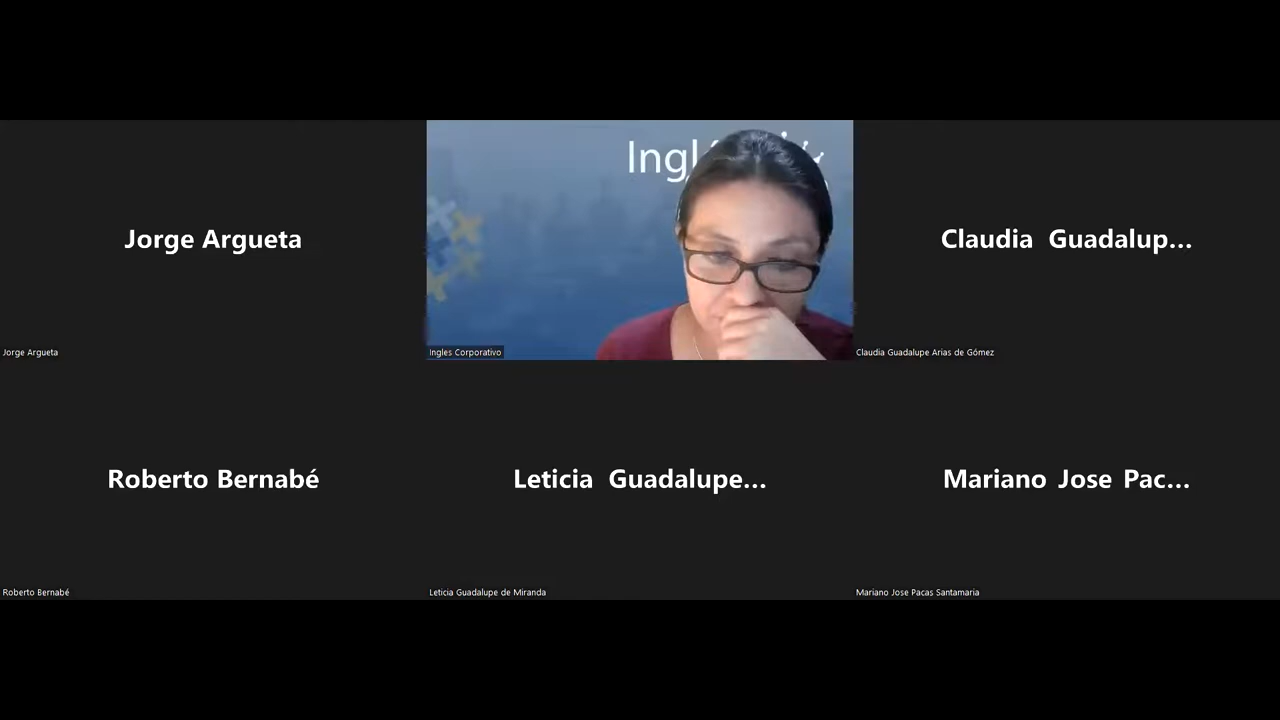 Jorge Argueta
Jorge Argueta
Ingl
Ingles Corporativo
Claudia Guadalup...
Claudia Guadalupe Arias de Gómez
Roberto Bernabé
Roberto Bernabé
Leticia Guadalupe...
Leticia Guadalupe de Miranda
Mariano Jose Pac...
Mariano Jose Pacas Santamaria